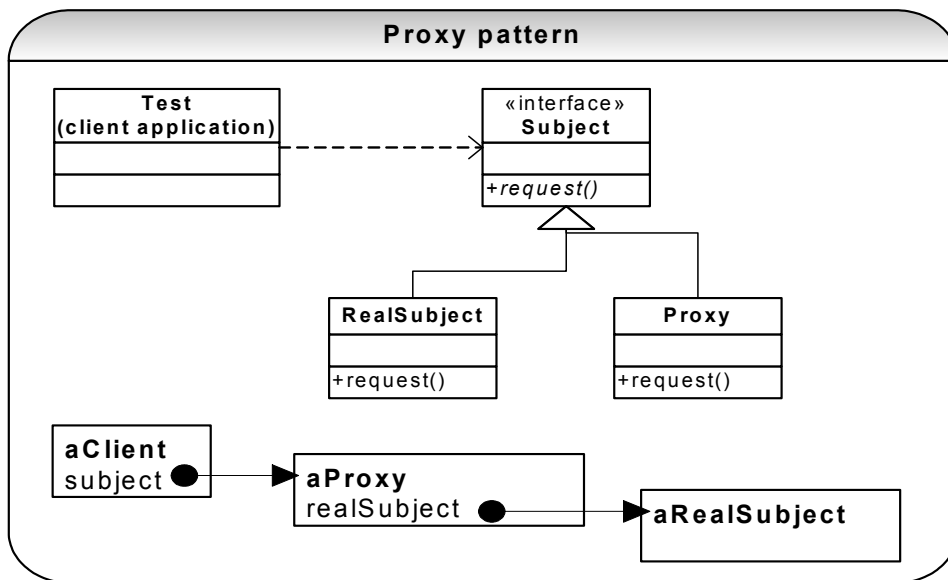 Proxy pattern
Test
(client application)
«interface»
Subject
+request()
RealSubject
+request()
Proxy
+request()
aClient
subject
aProxy
realSubject
aRealSubject